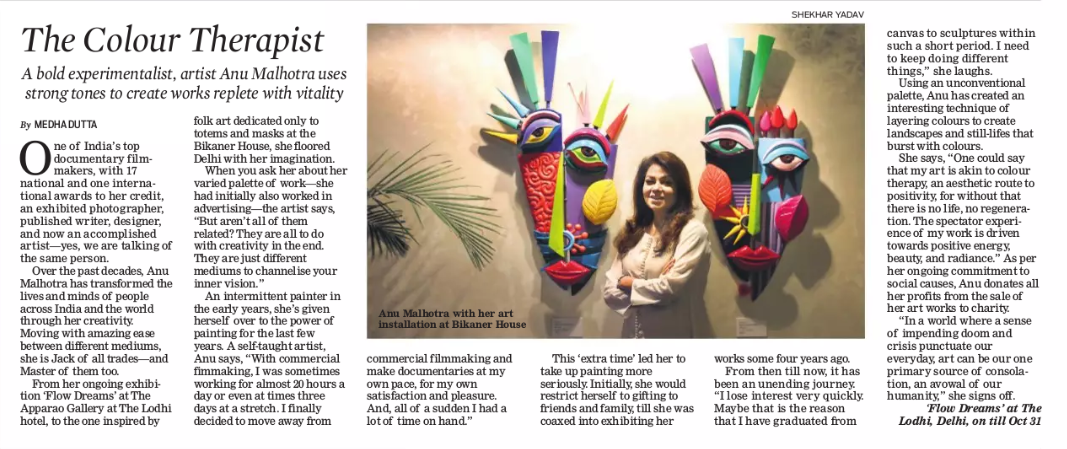 SHEKHAR YADAV
The Colour Therapist
A bold experimentalist, artist Anu Malhotra uses
strong tones to create works replete with vitality
By MEDHA DUTTA
One of India's top
documentary film-
makers, with 17
national and one interna-
tional awards to her credit,
an exhibited photographer,
published writer, designer,
and now an accomplished
artist—yes, we are talking of
the same person.
Over the past decades, Anu
Malhotra has transformed the
lives and minds of people
across India and the world
through her creativity.
Moving with amazing ease
between different mediums,
she is Jack of all trades—and
Master of them too.
From her ongoing exhibi-
tion 'Flow Dreams' at The
Apparao Gallery at The Lodhi
hotel, to the one inspired by
folk art dedicated only to
totems and masks at the
Bikaner House, she floored
Delhi with her imagination.
When you ask her about her
varied palette of work—she
had initially also worked in
advertising—the artist says,
"But aren't all of them
related? They are all to do
with creativity in the end.
They are just different
mediums to channelise your
inner vision."
An intermittent painter in
the early years, she's given
herself over to the power of
painting for the last few
years. A self-taught artist,
Anu says, "With commercial
fimmaking, I was sometimes
working for almost 20 hours a
day or even at times three
days at a stretch. I finally
decided to move away from
Anu Malhotra with her art
installation at Bikaner House
commercial filmmaking and
make documentaries at my
own pace, for my own
satisfaction and pleasure.
And, all of a sudden I had a
lot of time on hand."
This 'extra time' led her to
take up painting more
seriously. Initially, she would
restrict herself to gifting to
friends and family, till she was
coaxed into exhibiting her
works some four years ago.
From then till now, it has
been an unending journey.
"I lose interest very quickly.
Maybe that is the reason
that I have graduated from
canvas to sculptures within
such a short period. I need
to keep doing different
things," she laughs.
Using an unconventional
palette, Anu has created an
interesting technique of
layering colours to create
landscapes and still-lifes that
burst with colours.
She says, "One could say
that my art is akin to colour
therapy, an aesthetic route to
positivity, for without that
there is no life, no regenera-
tion. The spectator experi-
ence of my work is driven
towards positive energy,
beauty, and radiance." As per
her ongoing commitment to
social causes, Anu donates all
her profits from the sale of
her art works to charity.
"In a world where a sense
of impending doom and
crisis punctuate our
everyday, art can be our one
primary source of consola-
tion, an avowal of our
humanity," she signs off.
'Flow Dreams' at The
Lodhi, Delhi, on till Oct 31